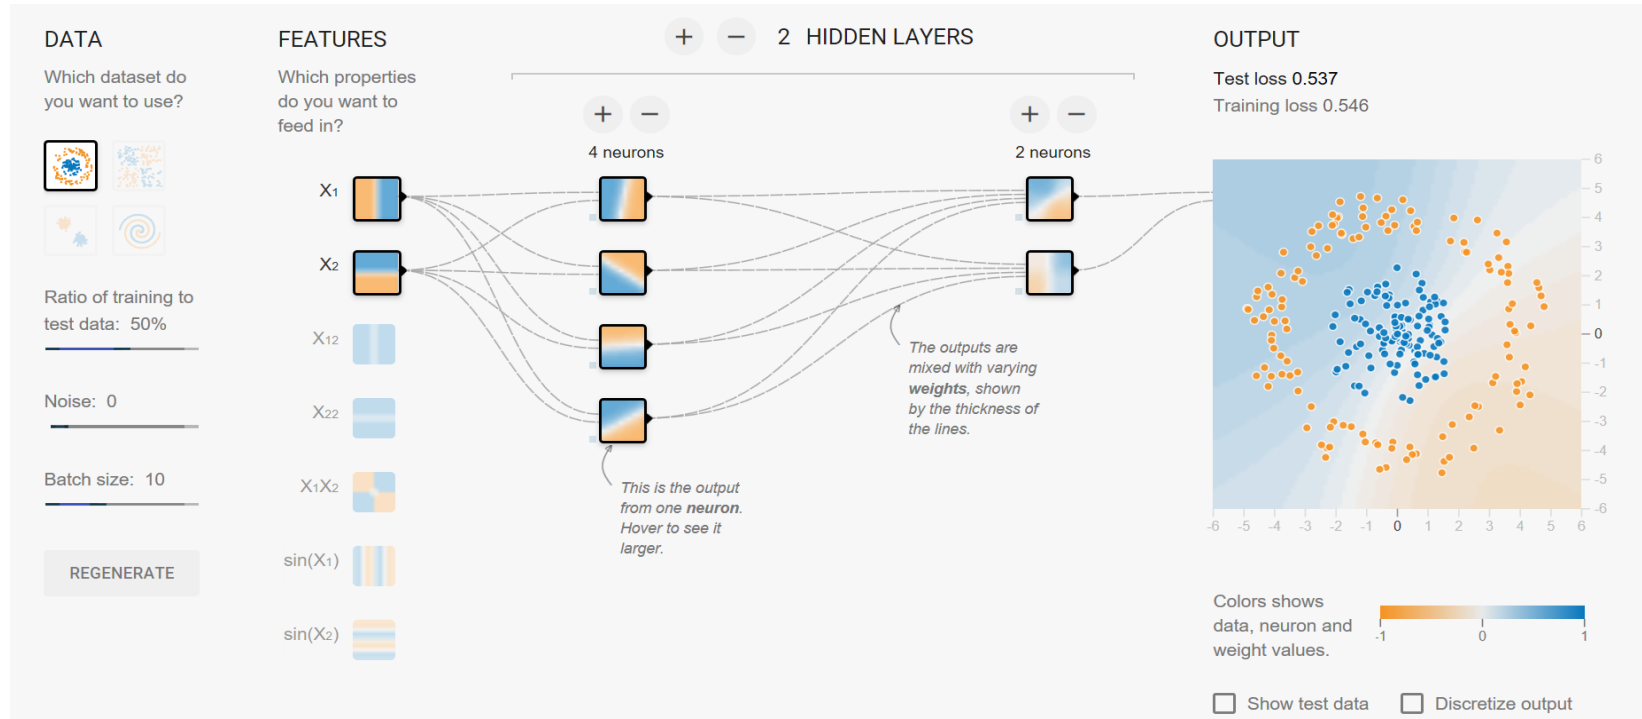 DATA
Which dataset do
you want to use?
Ratio of training to
test data: 50%
Noise: 0
Batch size: 10
REGENERATE
FEATURES
Which properties
do you want to
feed in?
X1
X2
X12
X22
X1X2
sin(X1)
sin(X2)
+ − 2 HIDDEN LAYERS
+ −
4 neurons
+ −
2 neurons
This is the output
from one neuron.
Hover to see it
larger.
The outputs are
mixed with varying
weights, shown
by the thickness of
the lines.
OUTPUT
Test loss 0.537
Training loss 0.546
6
5
4
3
2
1
0
-1
-2
-3
-4
-5
-6
-6 -5 -4 -3 -2 -1 0 1 2 3 4 5 6
Colors shows
data, neuron and
weight values.
-1 0 1
Show test data Discretize output